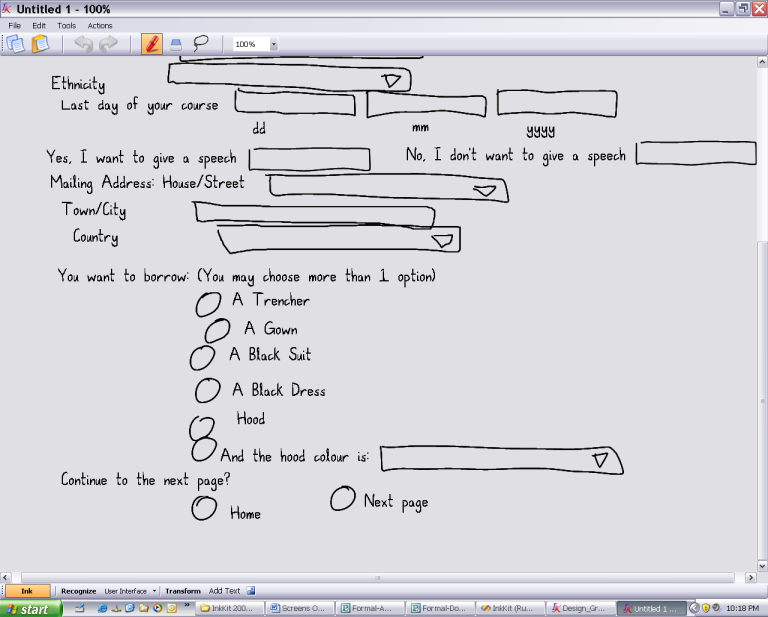 Untitled 1 - 100%
File Edit Tools Actions
100%
Ethnicity
Last day of your course
dd mm yyyy
Yes, I want to give a speech No, I don't want to give a speech
Mailing Address: House/Street
Town/City
Country
You want to borrow: (You may choose more than 1 option)
A Trencher
A Gown
A Black Suit
A Black Dress
Hood
And the hood colour is:
Continue to the next page?
Home Next page
Ink Recognize User Interface Transform Add Text
start InkKit 200... Screens O... Formal-A... Formal-Do... InkKit (Ru... Design_Gr... Untitled 1 ... 10:18 PM